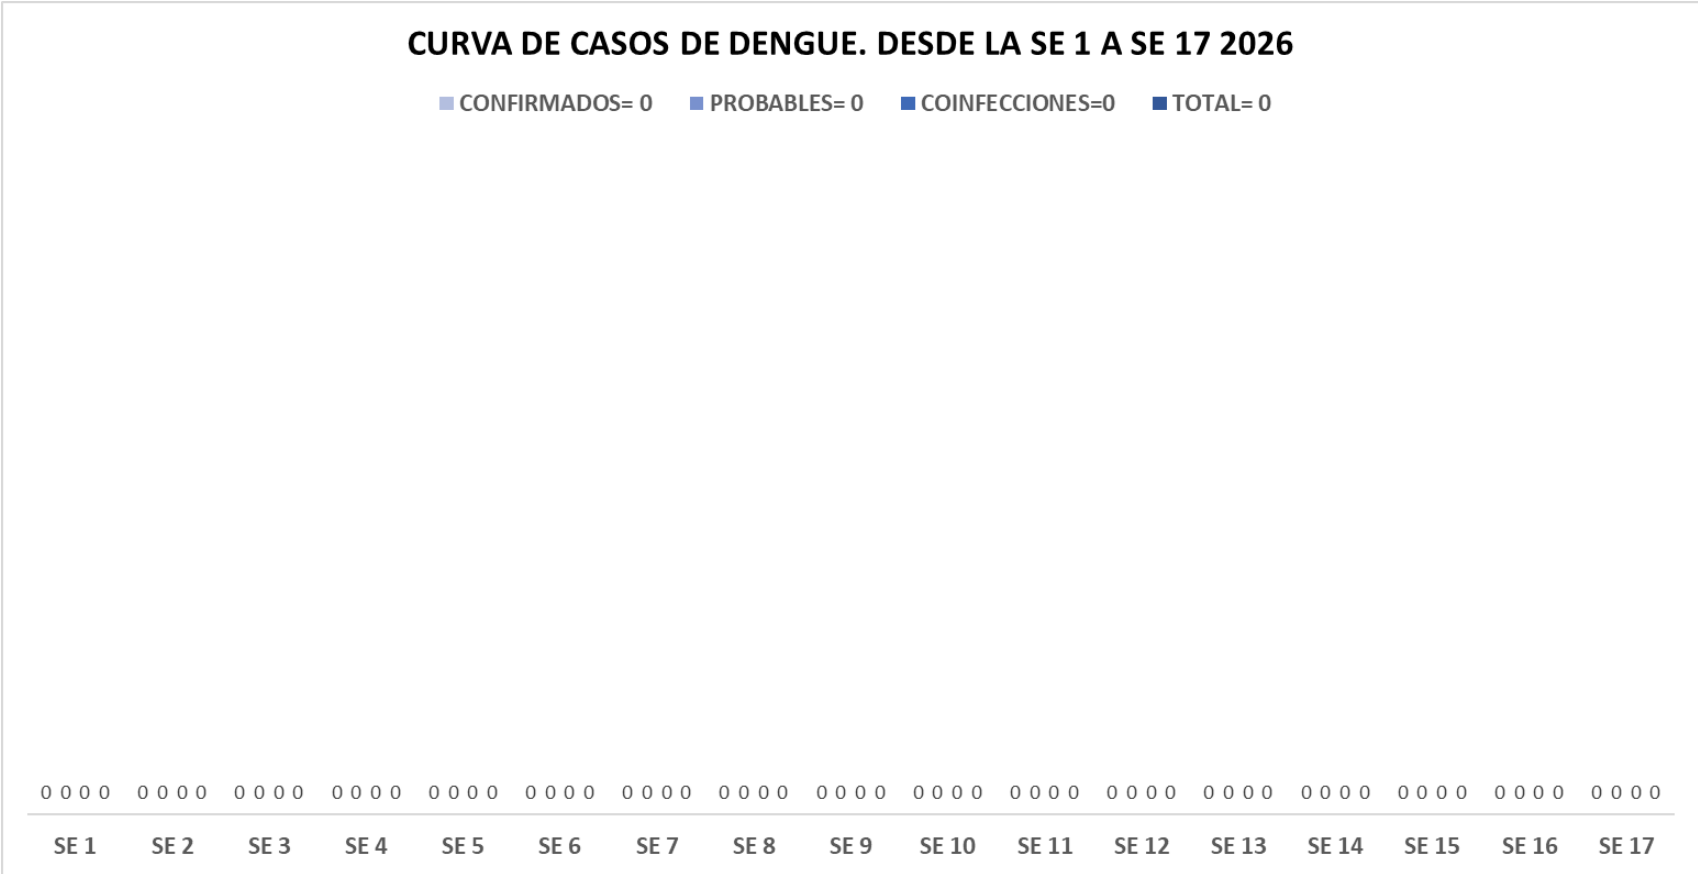 CURVA DE CASOS DE DENGUE. DESDE LA SE 1 A SE 17 2026
CONFIRMADOS= 0 PROBABLES= 0 COINFECCIONES=0 TOTAL= 0
0 0 0 0 0 0 0 0 0 0 0 0 0 0 0 0 0 0 0 0 0 0 0 0 0 0 0 0 0 0 0 0 0 0 0 0 0 0 0 0 0 0 0 0 0 0 0 0 0 0 0 0 0 0 0 0 0 0 0 0 0 0 0 0 0 0 0 0
SE 1 SE 2 SE 3 SE 4 SE 5 SE 6 SE 7 SE 8 SE 9 SE 10 SE 11 SE 12 SE 13 SE 14 SE 15 SE 16 SE 17